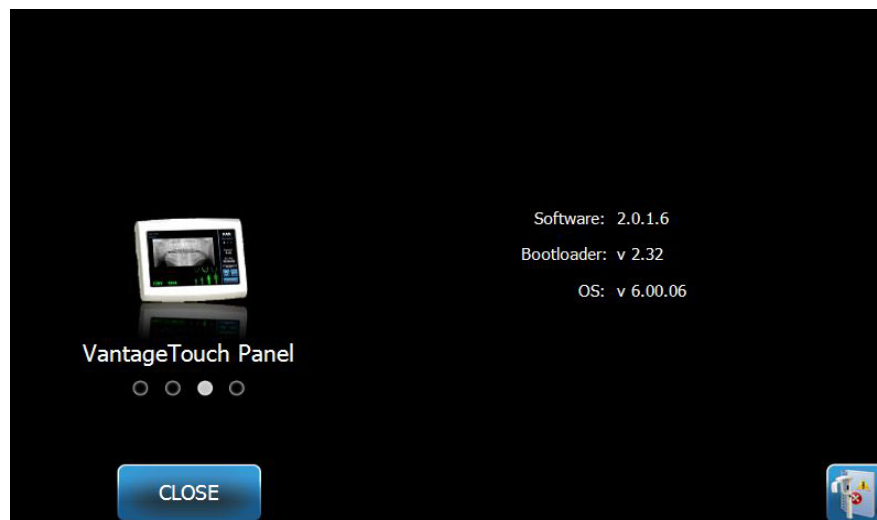 Software: 2.0.1.6
Bootloader: v 2.32
OS: v 6.00.06
VantageTouch Panel
CLOSE